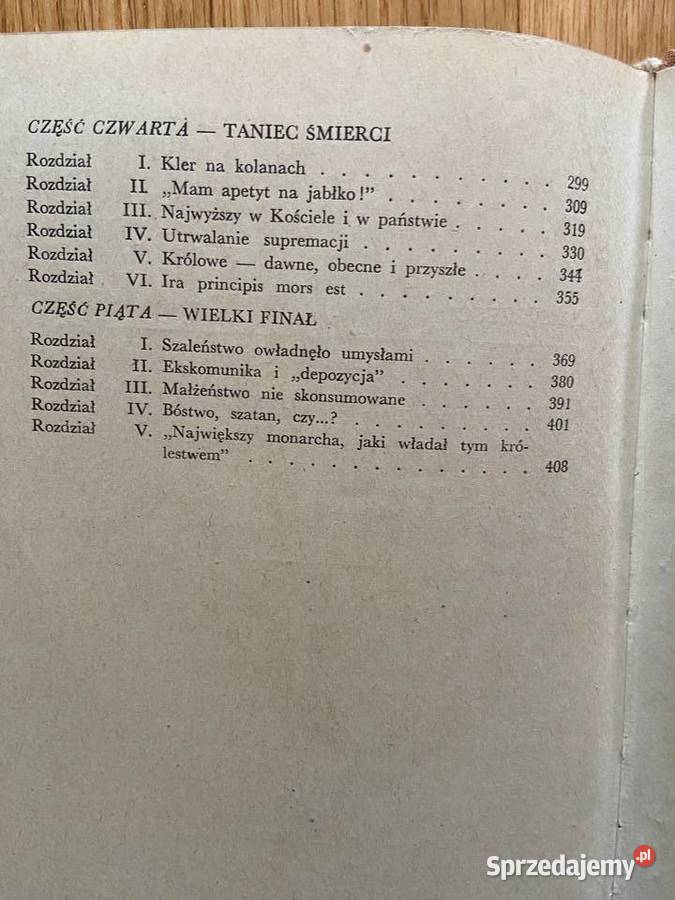 CZĘŚĆ CZWARTA — TANIEC ŚMIERCI
Rozdział I. Kler na kolanach . . . . . . . . . . . 299
Rozdział II. „Mam apetyt na jabłko!” . . . . . . . . 309
Rozdział III. Najwyższy w Kościele i w państwie . . . . . 319
Rozdział IV. Utrwalanie supremacji . . . . . . . . . 330
Rozdział V. Królowe — dawne, obecne i przyszłe . . . . 344
Rozdział VI. Ira principis mors est . . . . . . . . . 355
CZĘŚĆ PIĄTA — WIELKI FINAŁ
Rozdział I. Szaleństwo owładnęło umysłami . . . . . . 369
Rozdział II. Ekskomunika i „depozycja” . . . . . . . 380
Rozdział III. Małżeństwo nie skonsumowane . . . . . . 391
Rozdział IV. Bóstwo, szatan, czy...? . . . . . . . . . 401
Rozdział V. „Największy monarcha, jaki władał tym kró-
lestwem” . . . . . . . . . . . . . 408
Sprzedajemy.pl